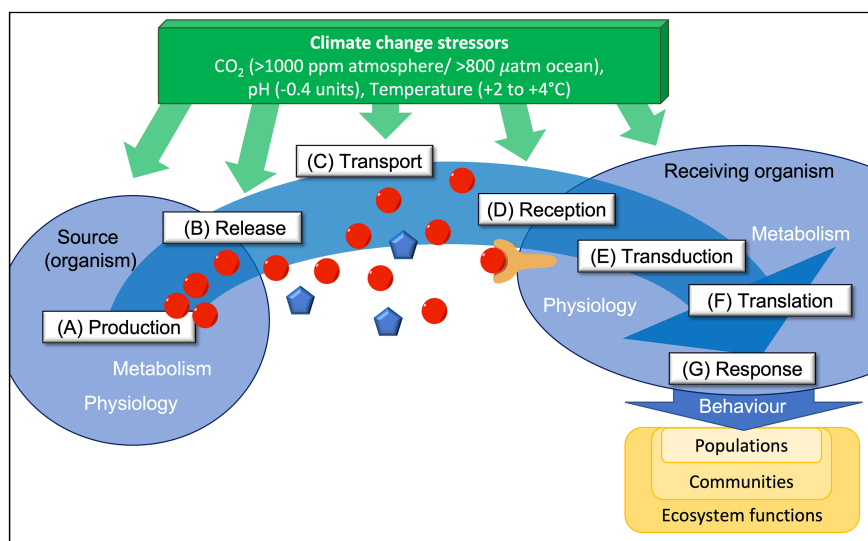 Climate change stressors
CO₂ (>1000 ppm atmosphere/ >800 µatm ocean),
pH (-0.4 units), Temperature (+2 to +4°C)
(C) Transport
Receiving organism
(B) Release
(D) Reception
Source
(organism)
Metabolism
(E) Transduction
Physiology
(F) Translation
(A) Production
Metabolism
Physiology
(G) Response
Behaviour
Populations
Communities
Ecosystem functions